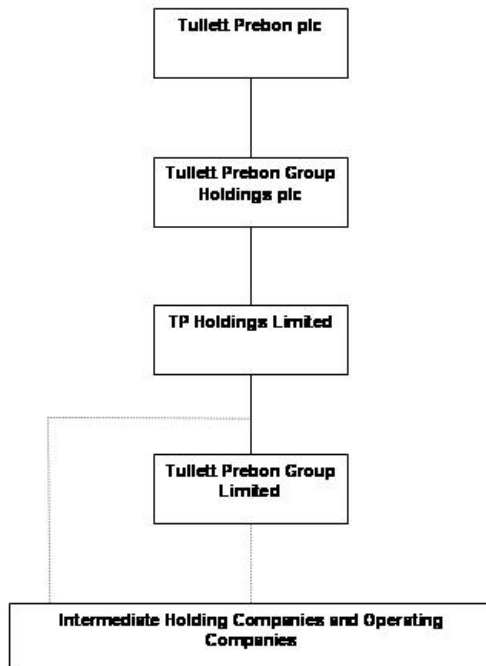 Tullett Prebon plc
Tullett Prebon Group
Holdings plc
TP Holdings Limited
Tullett Prebon Group
Limited
Intermediate Holding Companies and Operating
Companies